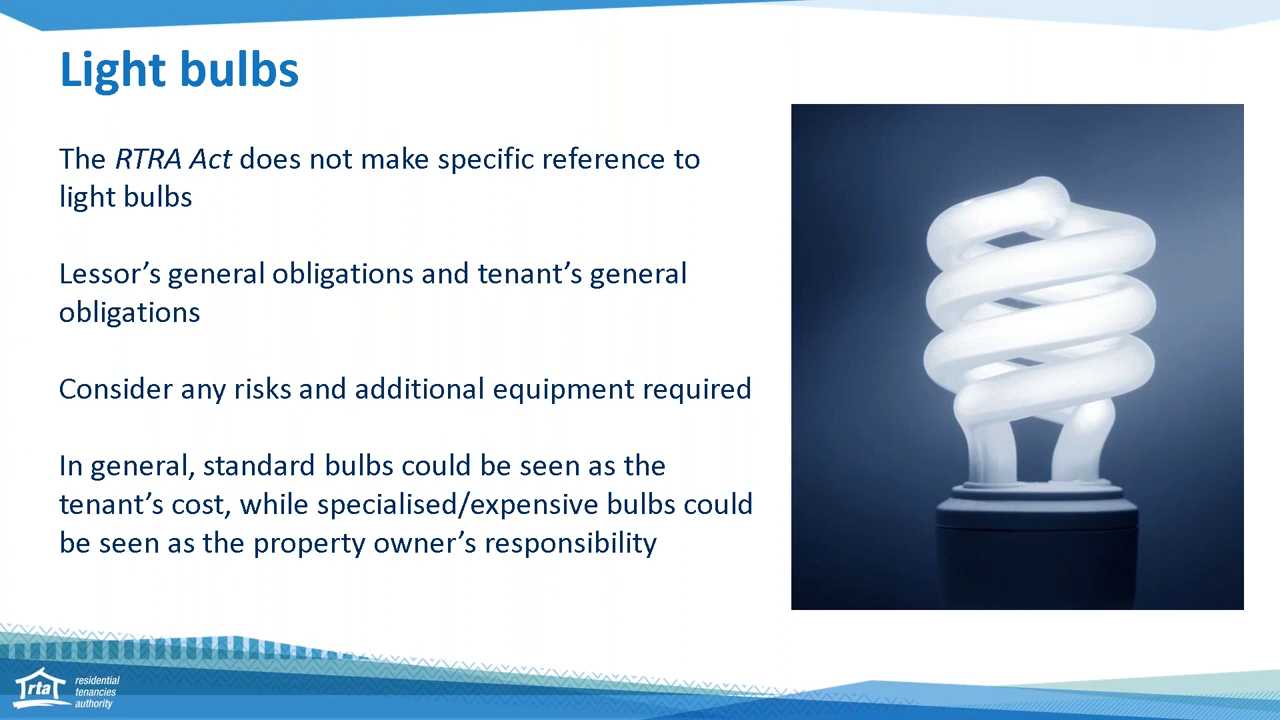 Light bulbs
The RTRA Act does not make specific reference to
light bulbs
Lessor’s general obligations and tenant’s general
obligations
Consider any risks and additional equipment required
In general, standard bulbs could be seen as the
tenant’s cost, while specialised/expensive bulbs could
be seen as the property owner’s responsibility
rta
residential
tenancies
authority